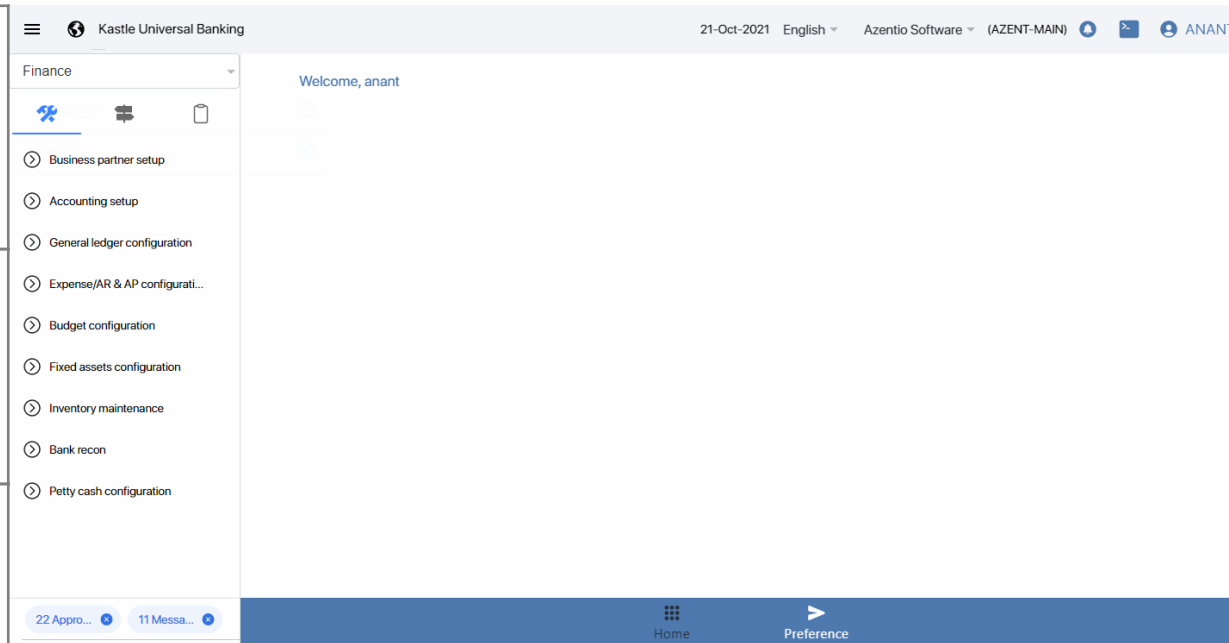 Kastle Universal Banking
21-Oct-2021 English Azentio Software (AZENT-MAIN) ANANT
Finance
Welcome, anant
Business partner setup
Accounting setup
General ledger configuration
Expense/AR & AP configurati...
Budget configuration
Fixed assets configuration
Inventory maintenance
Bank recon
Petty cash configuration
22 Appro...
11 Messa...
Home
Preference